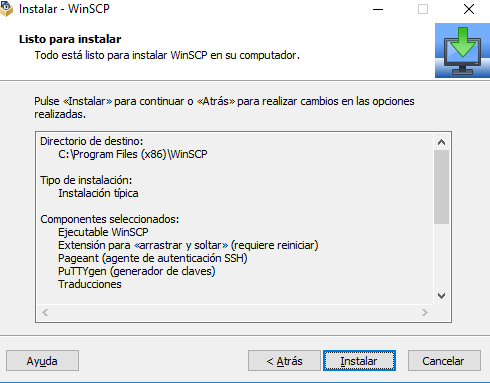 Instalar - WinSCP
Listo para instalar
Todo está listo para instalar WinSCP en su computador.
Pulse «Instalar» para continuar o «Atrás» para realizar cambios en las opciones
realizadas.
Directorio de destino:
C:\Program Files (x86)\WinSCP
Tipo de instalación:
Instalación típica
Componentes seleccionados:
Ejecutable WinSCP
Extensión para «arrastrar y soltar» (requiere reiniciar)
Pageant (agente de autenticación SSH)
PuTTYgen (generador de claves)
Traducciones
Ayuda
< Atrás
Instalar
Cancelar